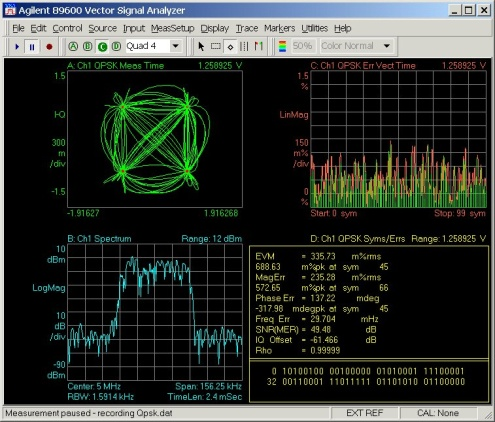 Agilent 89600 Vector Signal Analyzer
File Edit Control Source Input MeasSetup Display Trace Markers Utilities Help
A B C D Quad 4 50% Color Normal
A: Ch1 QPSK Meas Time 1.258925 V
1.5
I-Q
300
m
/div
-1.5
-1.91627 1.916268
C: Ch1 QPSK Err Vect Time 1.258925 V
1.5
%
LinMag
150
m%
/div
0
%
Start: 0 sym Stop: 99 sym
B: Ch1 Spectrum Range: 12 dBm
10
dBm
LogMag
10
dB
/div
-90
dBm
Center: 5 MHz Span: 156.25 kHz
RBW: 1.5914 kHz TimeLen: 2.4 mSec
D: Ch1 QPSK Syms/Errs Range: 1.258925 V
EVM = 335.73 m%rms
688.63 m%pk at sym 45
MagErr = 235.28 m%rms
572.65 m%pk at sym 66
Phase Err = 137.22 mdeg
-317.98 mdegpk at sym 45
Freq Err = 29.704 mHz
SNR(MER) = 49.48 dB
IQ Offset = -61.466 dB
Rho = 0.99999
0 10100100 00100000 01010001 11100001
32 00110001 11011111 01101010 01100000
Measurement paused - recording Qpsk.dat EXT REF CAL: None